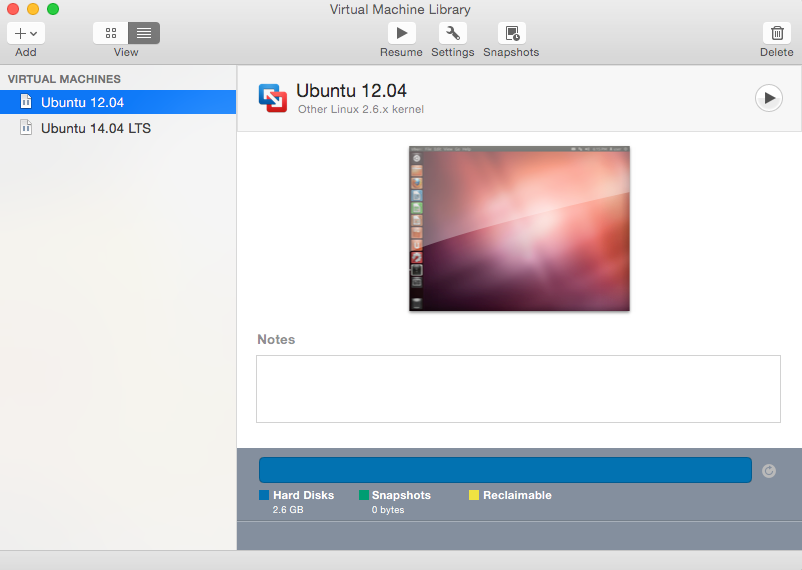 Virtual Machine Library
Add
View
Resume
Settings
Snapshots
Delete
VIRTUAL MACHINES
Ubuntu 12.04
Ubuntu 14.04 LTS
Ubuntu 12.04
Other Linux 2.6.x kernel
Notes
Hard Disks
2.6 GB
Snapshots
0 bytes
Reclaimable